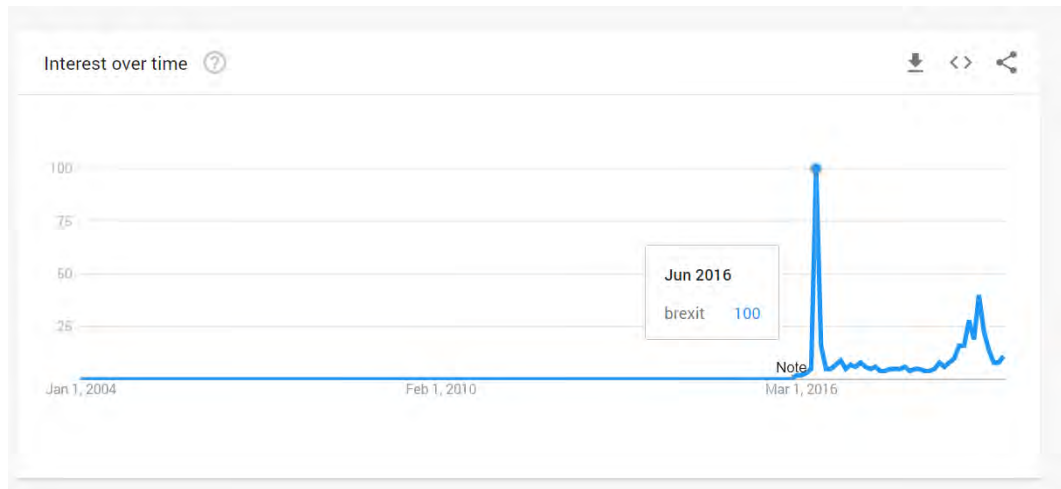 Interest over time ?
100
75
50
25
Jun 2016
brexit 100
Note
Jan 1, 2004 Feb 1, 2010 Mar 1, 2016